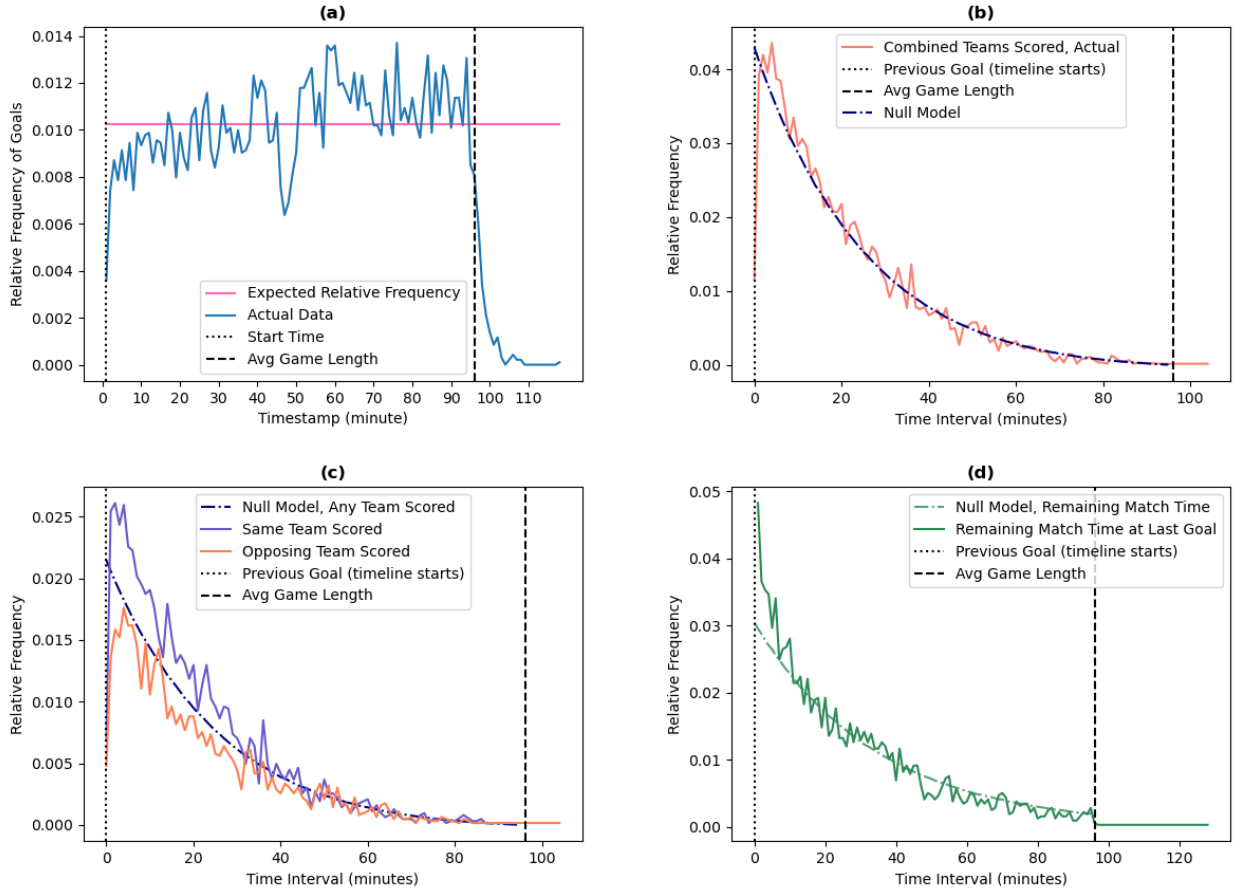 (a)
Relative Frequency of Goals
0.014
0.012
0.010
0.008
0.006
0.004
0.002
0.000
Expected Relative Frequency
Actual Data
Start Time
Avg Game Length
0 10 20 30 40 50 60 70 80 90 100 110
Timestamp (minute)
(b)
Relative Frequency
0.04
0.03
0.02
0.01
0.00
Combined Teams Scored, Actual
Previous Goal (timeline starts)
Avg Game Length
Null Model
0 20 40 60 80 100
Time Interval (minutes)
(c)
Relative Frequency
0.025
0.020
0.015
0.010
0.005
0.000
Null Model, Any Team Scored
Same Team Scored
Opposing Team Scored
Previous Goal (timeline starts)
Avg Game Length
0 20 40 60 80 100
Time Interval (minutes)
(d)
Relative Frequency
0.05
0.04
0.03
0.02
0.01
0.00
Null Model, Remaining Match Time
Remaining Match Time at Last Goal
Previous Goal (timeline starts)
Avg Game Length
0 20 40 60 80 100 120
Time Interval (minutes)